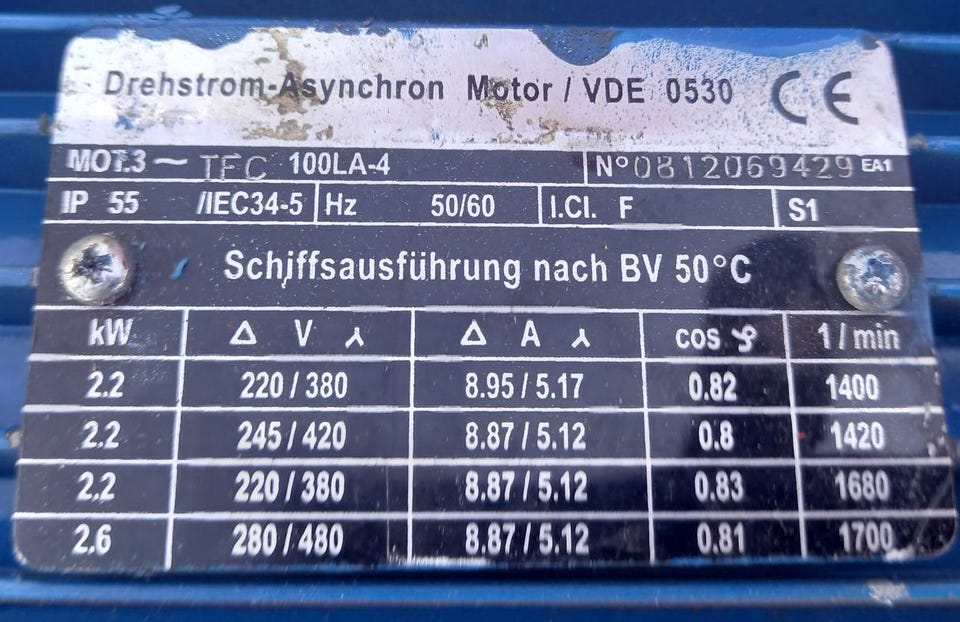 Drehstrom-Asynchron Motor / VDE 0530 CE
MOT.3 ~ TFC 100LA-4 N° 0812069429 EA1
IP 55 /IEC34-5 Hz 50/60 I.Cl. F S1
Schiffsausführung nach BV 50°C
kW Δ V ⅄ Δ A ⅄ cos φ 1/min
2.2 220/380 8.95/5.17 0.82 1400
2.2 245/420 8.87/5.12 0.8 1420
2.2 220/380 8.87/5.12 0.83 1680
2.6 280/480 8.87/5.12 0.81 1700